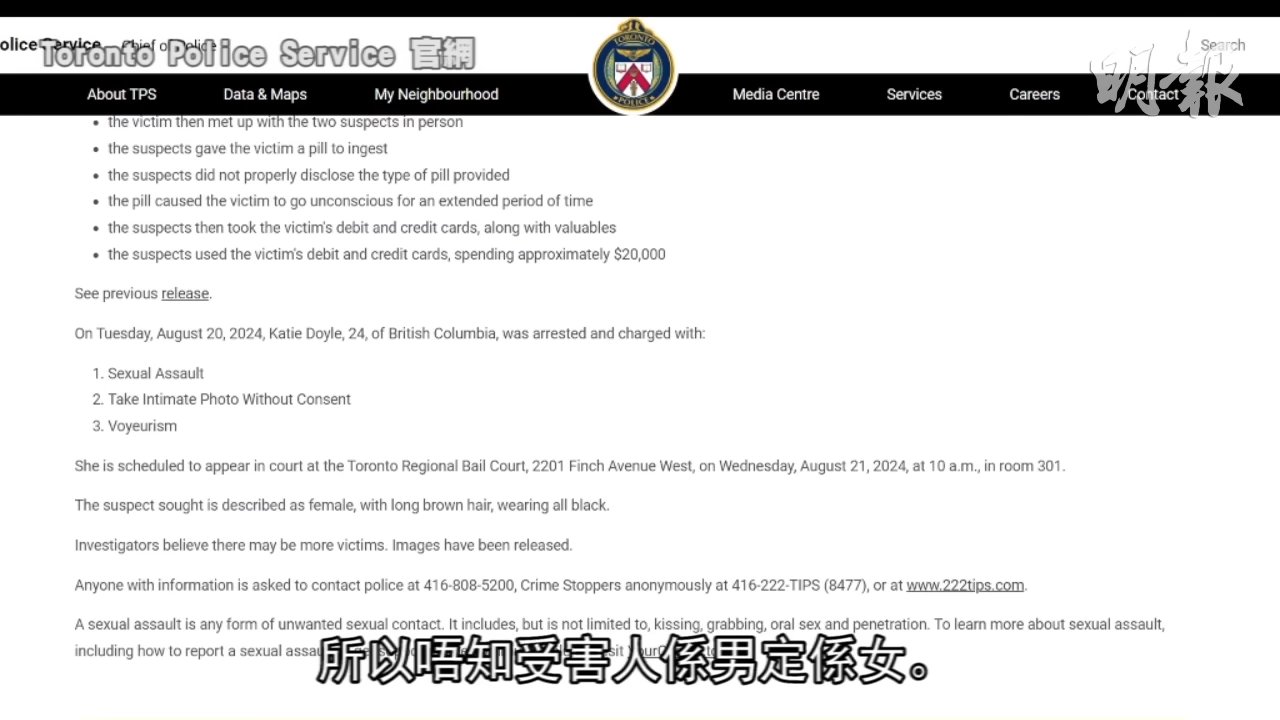 olice Service Chief of Police
Toronto Police Service 官網
TORONTO
POLICE
Search
明報
About TPS
Data & Maps
My Neighbourhood
Media Centre
Services
Careers
Contact
• the victim then met up with the two suspects in person
• the suspects gave the victim a pill to ingest
• the suspects did not properly disclose the type of pill provided
• the pill caused the victim to go unconscious for an extended period of time
• the suspects then took the victim's debit and credit cards, along with valuables
• the suspects used the victim's debit and credit cards, spending approximately $20,000
See previous release.
On Tuesday, August 20, 2024, Katie Doyle, 24, of British Columbia, was arrested and charged with:
1. Sexual Assault
2. Take Intimate Photo Without Consent
3. Voyeurism
She is scheduled to appear in court at the Toronto Regional Bail Court, 2201 Finch Avenue West, on Wednesday, August 21, 2024, at 10 a.m., in room 301.
The suspect sought is described as female, with long brown hair, wearing all black.
Investigators believe there may be more victims. Images have been released.
Anyone with information is asked to contact police at 416-808-5200, Crime Stoppers anonymously at 416-222-TIPS (8477), or at www.222tips.com.
A sexual assault is any form of unwanted sexual contact. It includes, but is not limited to, kissing, grabbing, oral sex and penetration. To learn more about sexual assault,
including how to report a sexual
所以唔知受害人係男定係女。